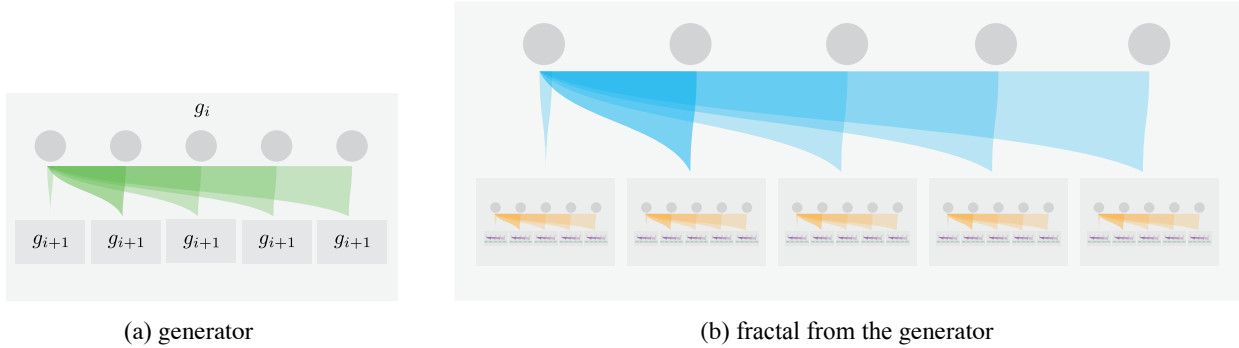 g_i
g_{i+1} g_{i+1} g_{i+1} g_{i+1} g_{i+1}
(a) generator
(b) fractal from the generator